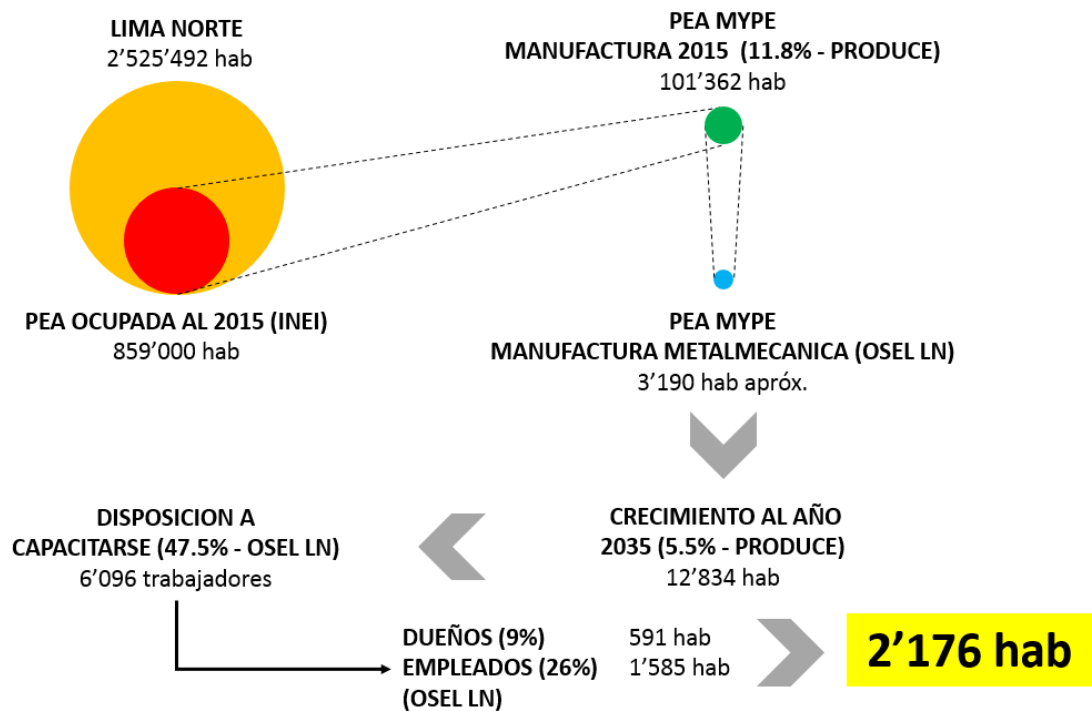 LIMA NORTE
2’525’492 hab
PEA MYPE
MANUFACTURA 2015 (11.8% - PRODUCE)
101’362 hab
PEA OCUPADA AL 2015 (INEI)
859’000 hab
PEA MYPE
MANUFACTURA METALMECANICA (OSEL LN)
3’190 hab apróx.
CRECIMIENTO AL AÑO
2035 (5.5% - PRODUCE)
12’834 hab
DISPOSICION A
CAPACITARSE (47.5% - OSEL LN)
6’096 trabajadores
DUEÑOS (9%) 591 hab
EMPLEADOS (26%) 1’585 hab
(OSEL LN)
2’176 hab